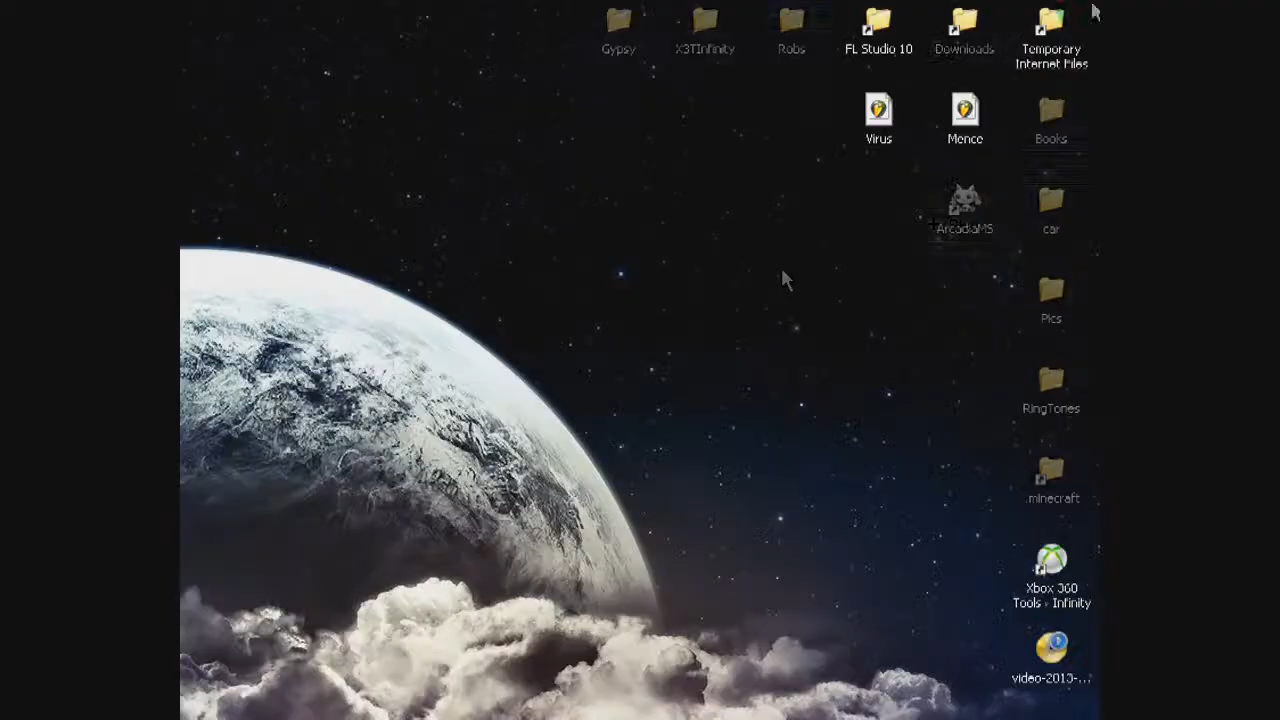 Gypsy
X3TInfinity
Robs
FL Studio 10
Downloads
Temporary
Internet Files
Virus
Mence
Books
ArcadiaMS
car
Pics
RingTones
.minecraft
Xbox 360
Tools - Infinity
video-2013-...